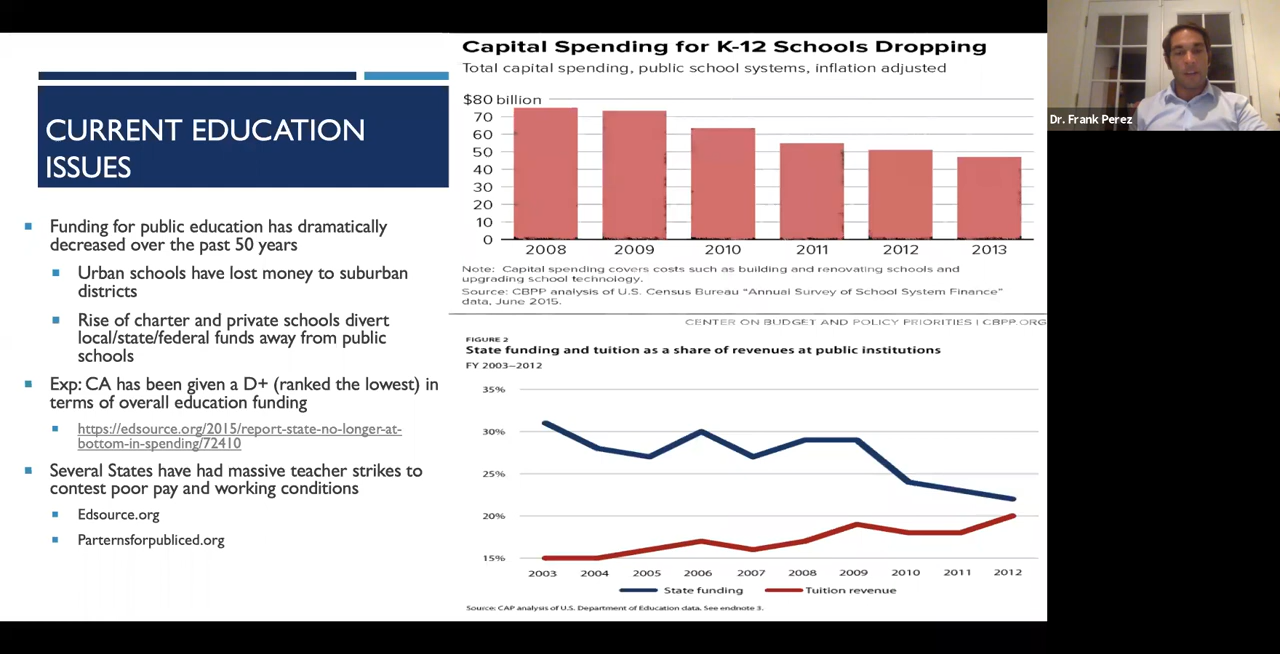 CURRENT EDUCATION
ISSUES
Funding for public education has dramatically
decreased over the past 50 years
Urban schools have lost money to suburban
districts
Rise of charter and private schools divert
local/state/federal funds away from public
schools
Exp: CA has been given a D+ (ranked the lowest) in
terms of overall education funding
https://edsource.org/2015/report-state-no-longer-at-
bottom-in-spending/72410
Several States have had massive teacher strikes to
contest poor pay and working conditions
Edsource.org
Parternsforpubliced.org
Capital Spending for K-12 Schools Dropping
Total capital spending, public school systems, inflation adjusted
$80 billion
70
60
50
40
30
20
10
0
2008 2009 2010 2011 2012 2013
Note: Capital spending covers costs such as building and renovating schools and
upgrading school technology.
Source: CBPP analysis of U.S. Census Bureau "Annual Survey of School System Finance"
data, June 2015.
CENTER ON BUDGET AND POLICY PRIORITIES | CBPP.ORG
FIGURE 2
State funding and tuition as a share of revenues at public institutions
FY 2003–2012
35%
30%
25%
20%
15%
2003 2004 2005 2006 2007 2008 2009 2010 2011 2012
State funding Tuition revenue
Source: CAP analysis of U.S. Department of Education data. See endnote 3.
Dr. Frank Perez